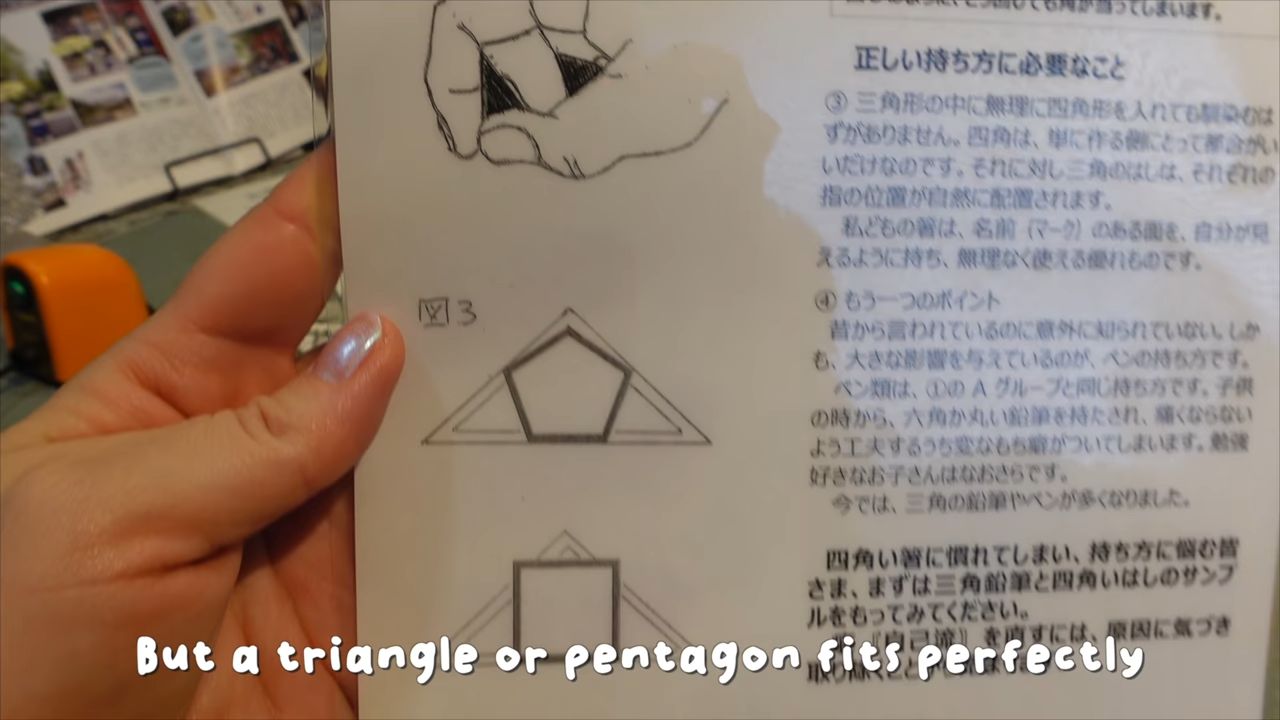 正しい持ち方に必要なこと
③ 三角形の中に無理に四角形を入れても馴染むは
ずがありません。四角は、単に作る側にとって都合がい
いだけなのです。それに対し三角のはしは、それぞれの
指の位置が自然に配置されます。
私どもの箸は、名前（マーク）のある面を、自分が見
えるように持ち、無理なく使える優れものです。
④ もう一つのポイント
昔から言われているのに意外に知られていない。しか
も、大きな影響を与えているのが、ペンの持ち方です。
ペン類は、①の A グループと同じ持ち方です。子供
の時から、六角か丸い鉛筆を持たされ、痛くならない
よう工夫するうち変なもち癖がついてしまいます。勉強
好きなお子さんはなおさらです。
今では、三角の鉛筆やペンが多くなりました。
四角い箸に慣れてしまい、持ち方に悩む皆
さま、まずは三角鉛筆と四角いはしのサンプ
ルをもってみてください。
『自己流』を直すには、原因に気づき
図3
But a triangle or pentagon fits perfectly